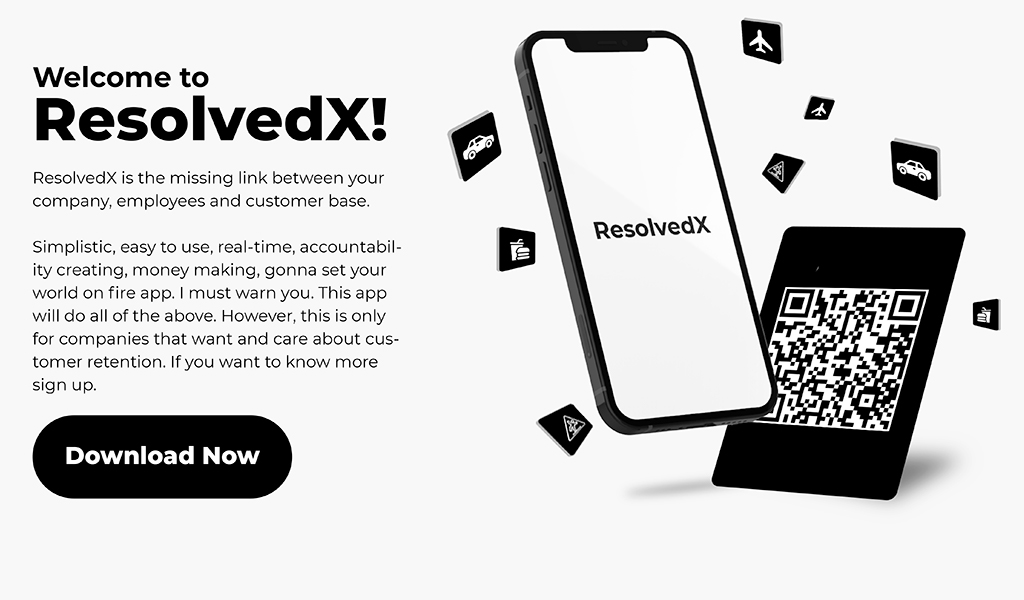 Welcome to
ResolvedX!
ResolvedX is the missing link between your
company, employees and customer base.
Simplistic, easy to use, real-time, accountabil-
ity creating, money making, gonna set your
world on fire app. I must warn you. This app
will do all of the above. However, this is only
for companies that want and care about cus-
tomer retention. If you want to know more
sign up.
Download Now
ResolvedX